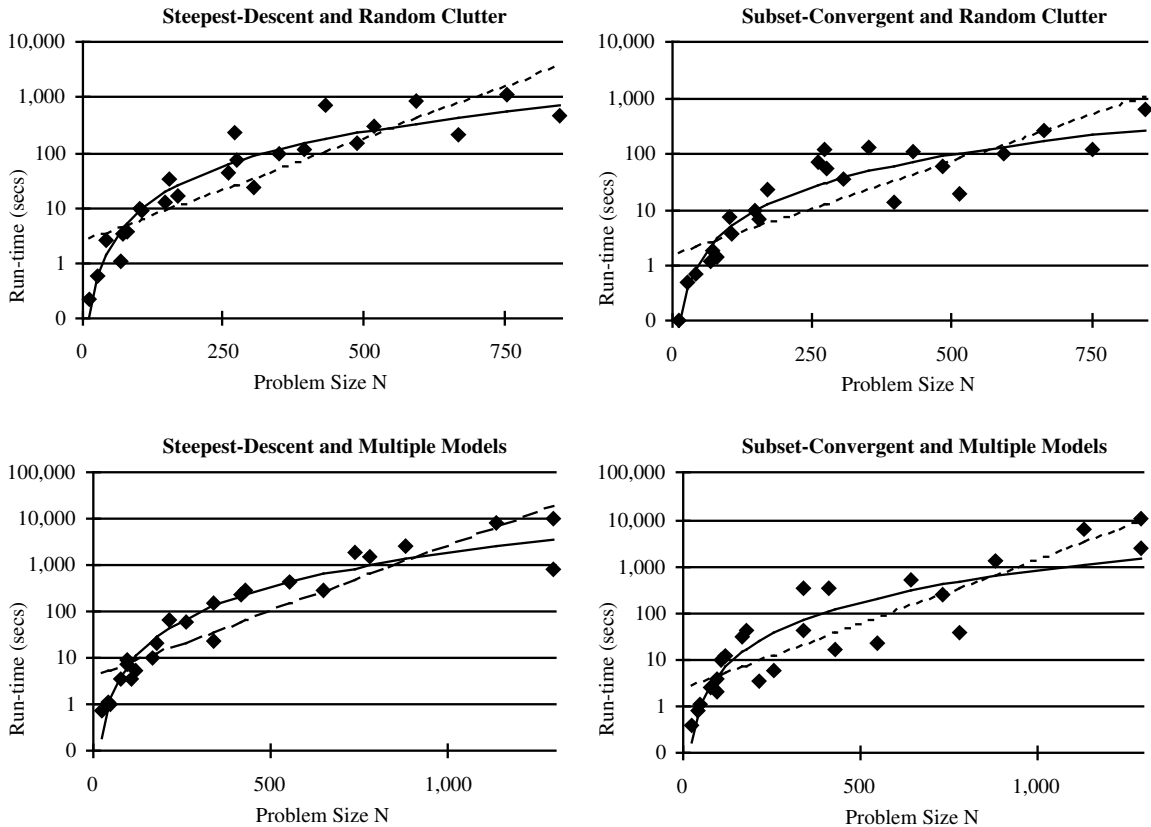 Steepest-Descent and Random Clutter
10,000
1,000
100
10
1
0
Run-time (secs)
0 250 500 750
Problem Size N
Subset-Convergent and Random Clutter
10,000
1,000
100
10
1
0
Run-time (secs)
0 250 500 750
Problem Size N
Steepest-Descent and Multiple Models
100,000
10,000
1,000
100
10
1
0
Run-time (secs)
0 500 1,000
Problem Size N
Subset-Convergent and Multiple Models
100,000
10,000
1,000
100
10
1
0
Run-time (secs)
0 500 1,000
Problem Size N